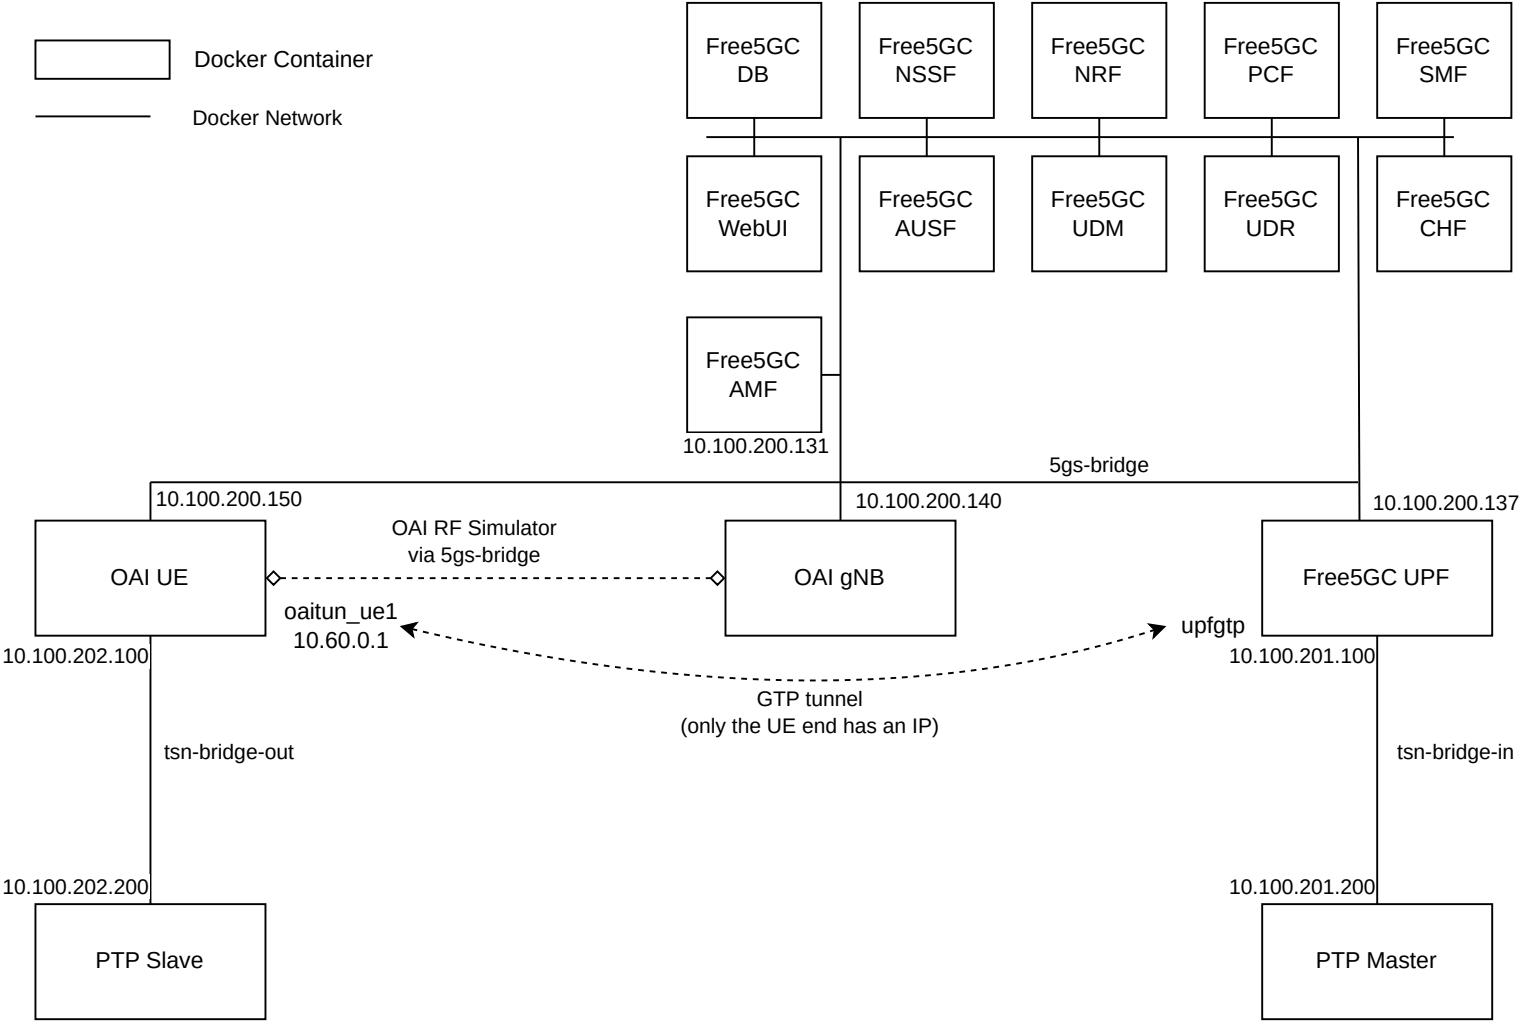 Docker Container
Docker Network
Free5GC
DB
Free5GC
NSSF
Free5GC
NRF
Free5GC
PCF
Free5GC
SMF
Free5GC
WebUI
Free5GC
AUSF
Free5GC
UDM
Free5GC
UDR
Free5GC
CHF
Free5GC
AMF
10.100.200.131
5gs-bridge
10.100.200.150
10.100.200.140
10.100.200.137
OAI UE
OAI RF Simulator
via 5gs-bridge
OAI gNB
Free5GC UPF
oaitun_ue1
10.60.0.1
upfgtp
10.100.202.100
10.100.201.100
GTP tunnel
(only the UE end has an IP)
tsn-bridge-out
tsn-bridge-in
10.100.202.200
10.100.201.200
PTP Slave
PTP Master